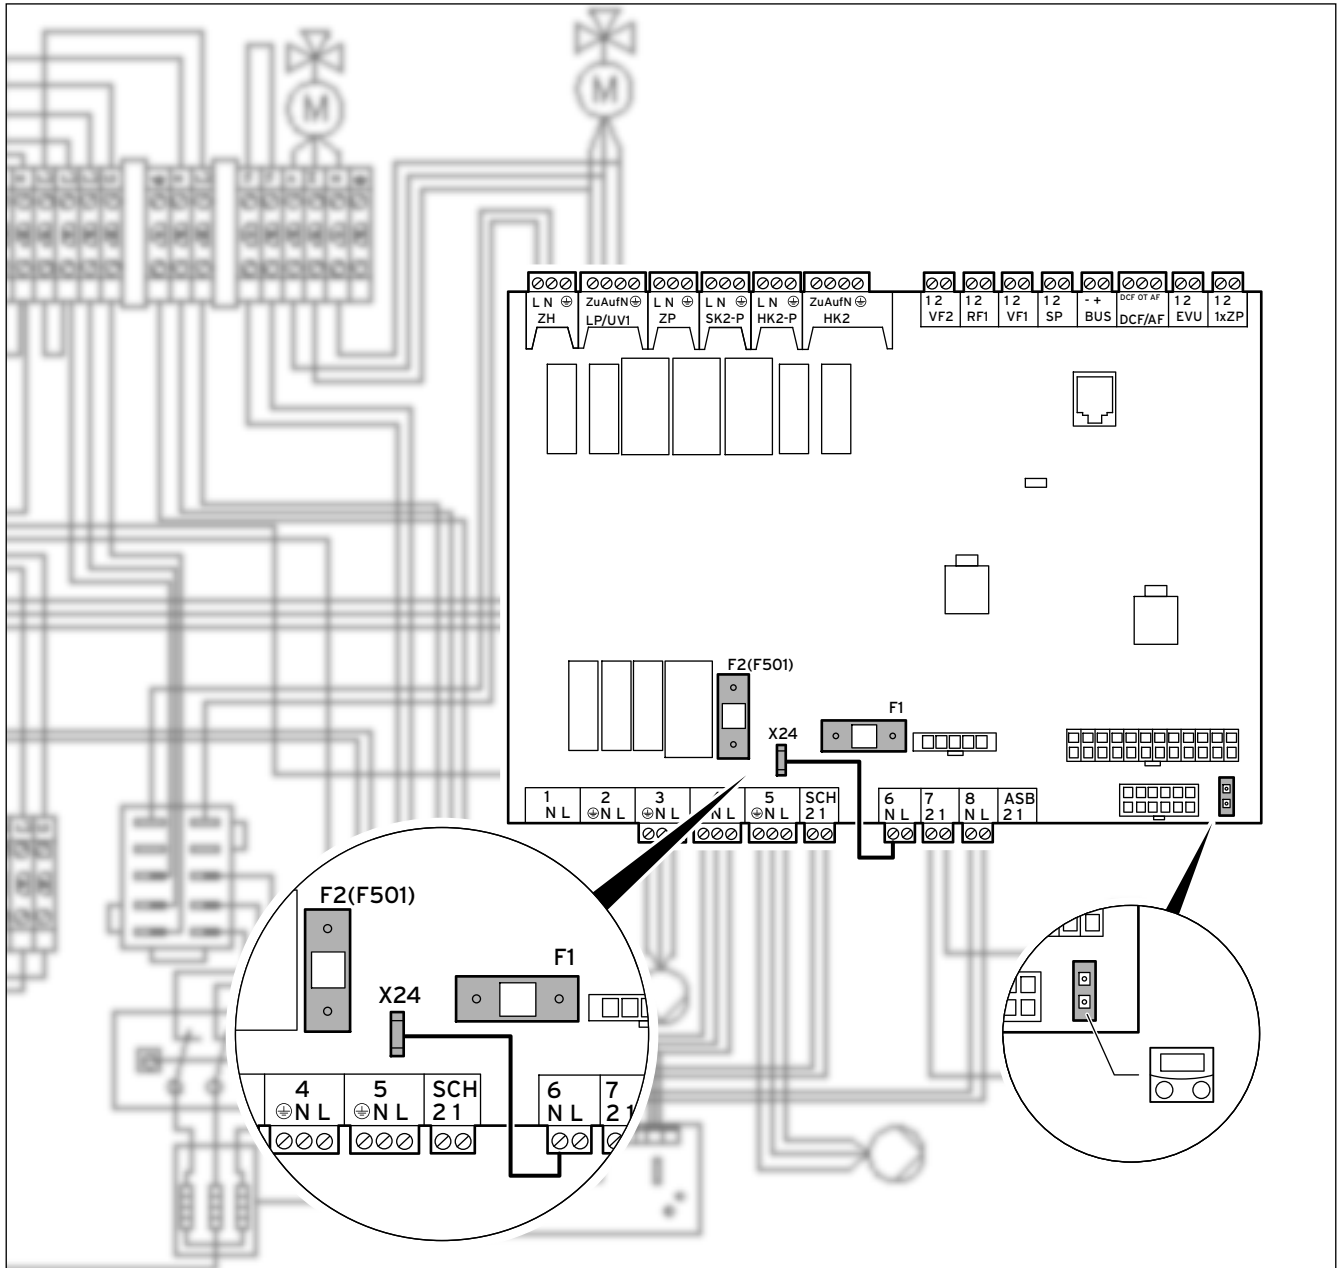 M
M
L N ⏚
ZH
ZuAufN⏚
LP/UV1
L N ⏚
ZP
L N ⏚
SK2-P
L N ⏚
HK2-P
ZuAufN⏚
HK2
1 2
VF2
1 2
RF1
1 2
VF1
1 2
SP
- +
BUS
DCF OT AF
DCF/AF
1 2
EVU
1 2
1xZP
F2(F501)
F1
X24
1
N L
2
⏚N L
3
⏚N L
N L
5
⏚N L
SCH
2 1
6
N L
7
2 1
8
N L
ASB
2 1
F2(F501)
F1
X24
4
⏚N L
5
⏚N L
SCH
2 1
6
N L
7
2 1